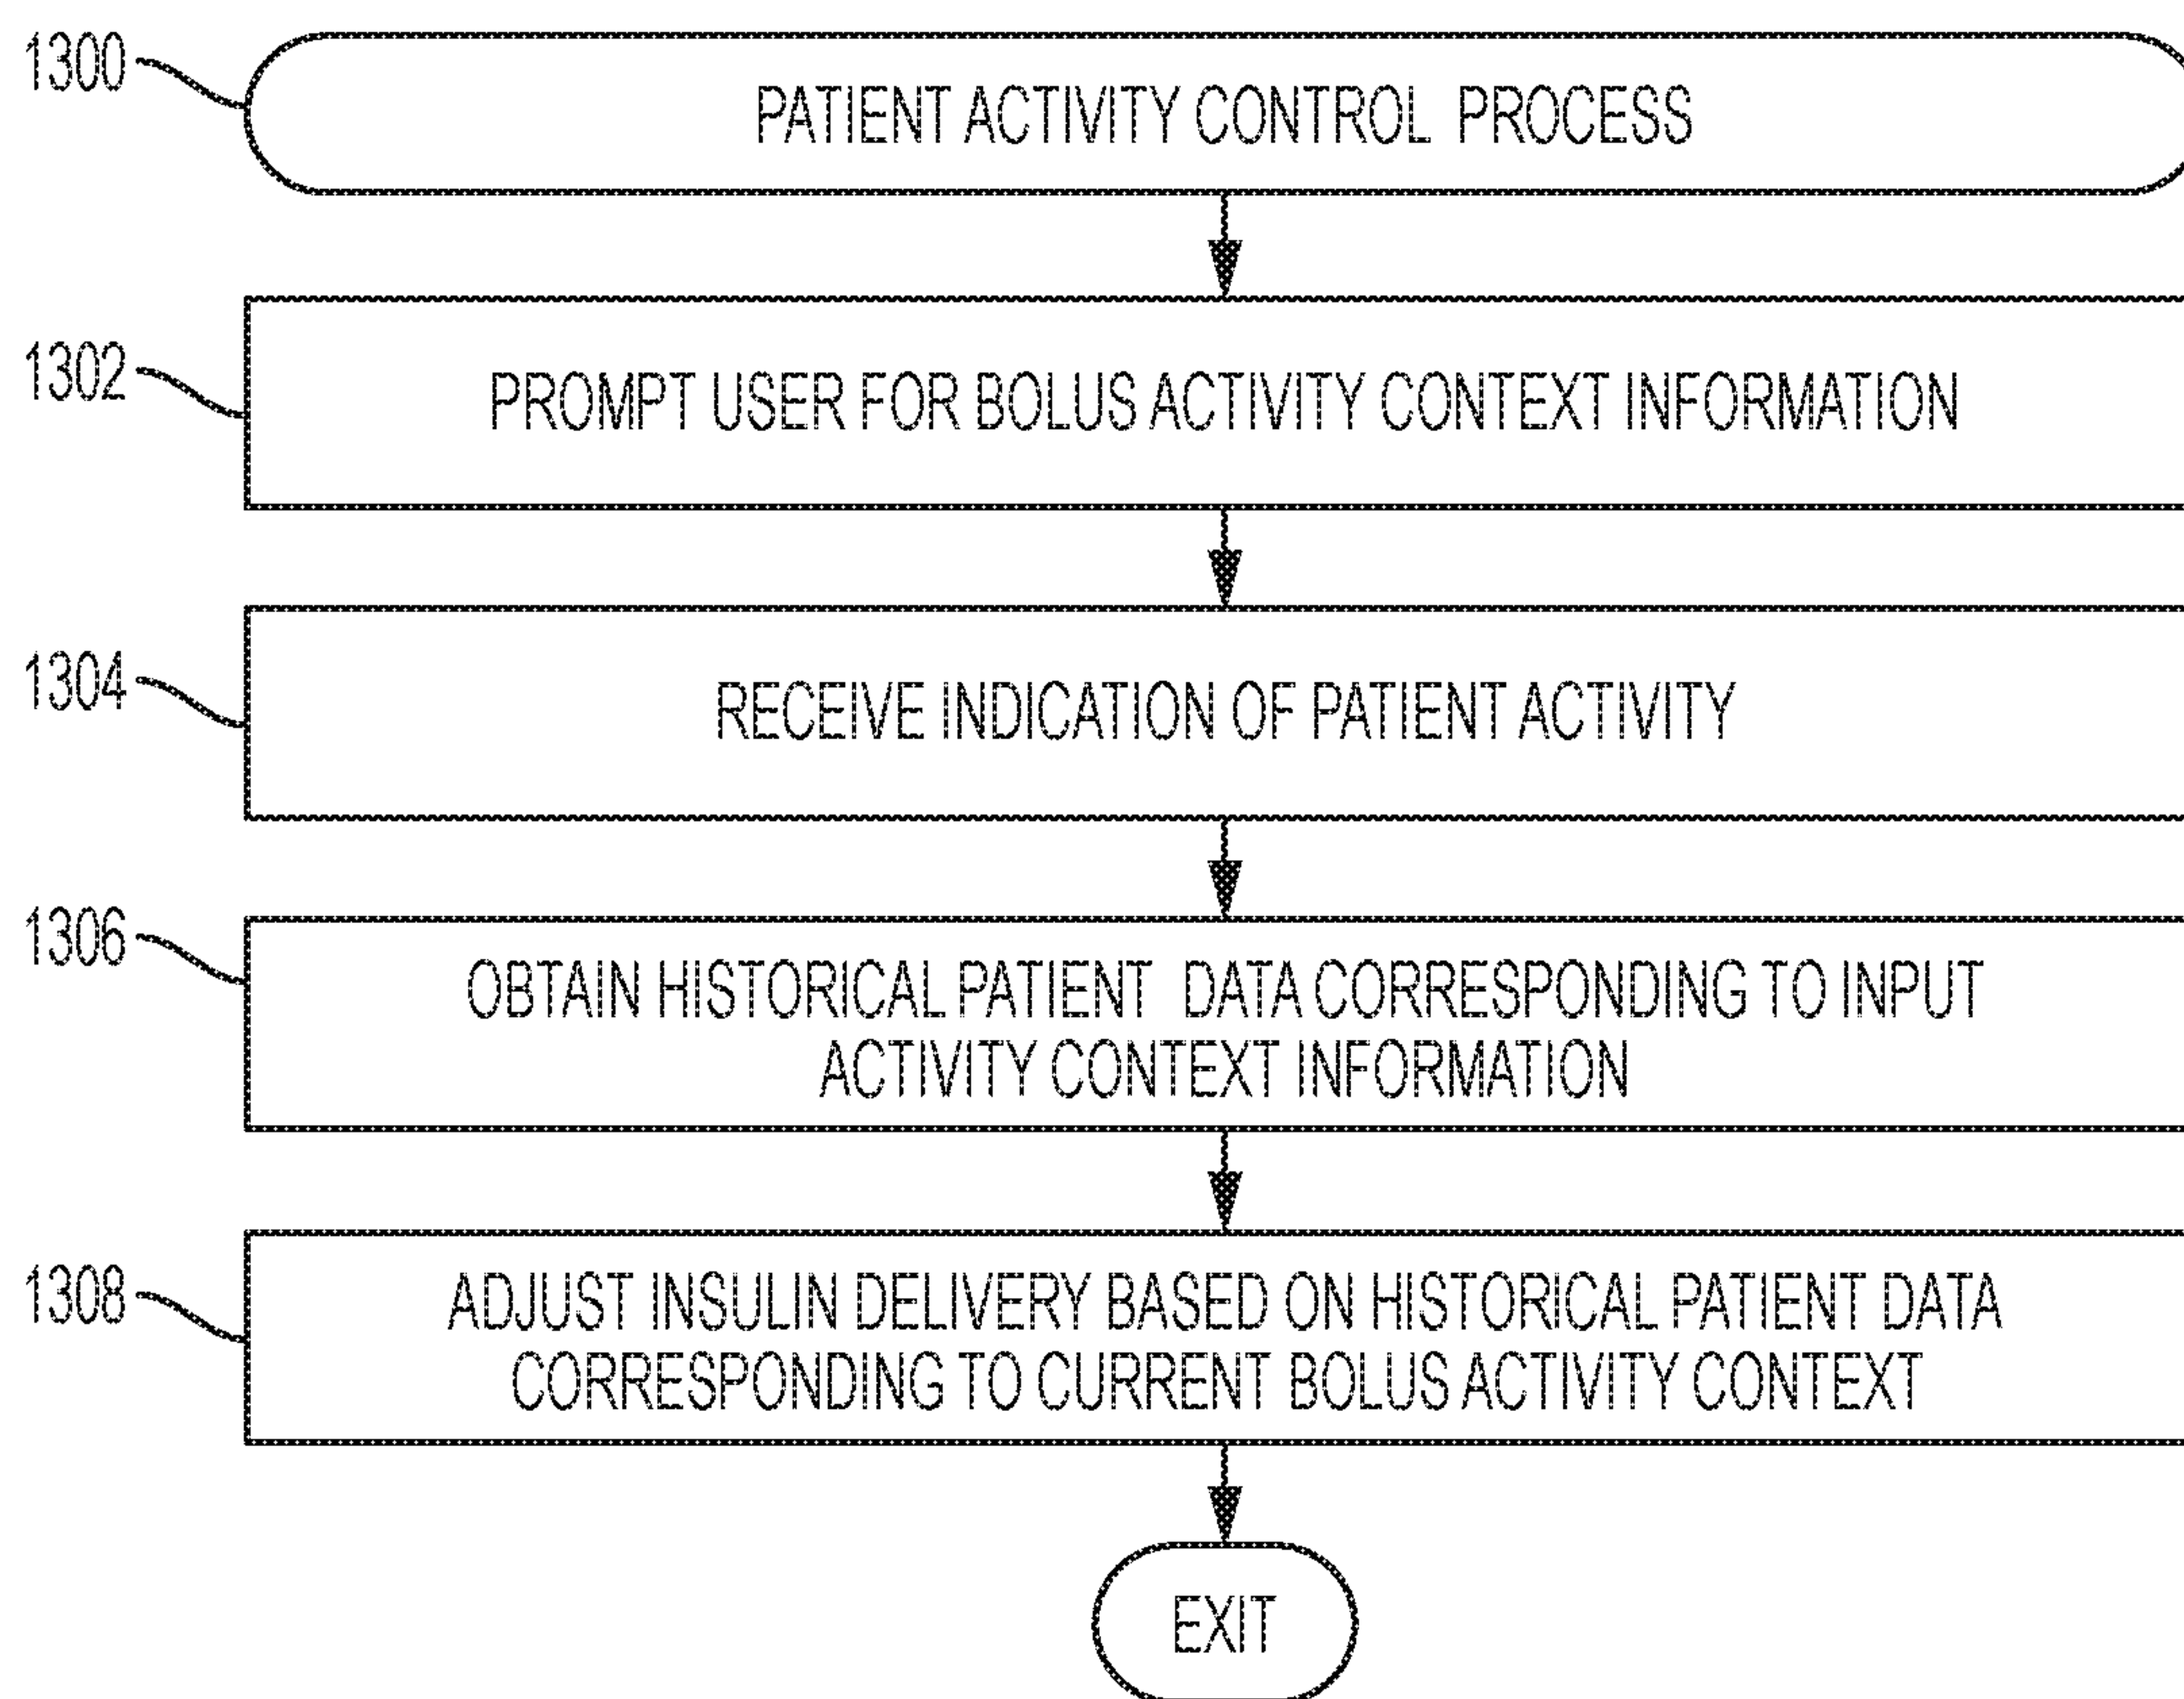 1300
PATIENT ACTIVITY CONTROL PROCESS
1302
PROMPT USER FOR BOLUS ACTIVITY CONTEXT INFORMATION
1304
RECEIVE INDICATION OF PATIENT ACTIVITY
1306
OBTAIN HISTORICAL PATIENT DATA CORRESPONDING TO INPUT
ACTIVITY CONTEXT INFORMATION
1308
ADJUST INSULIN DELIVERY BASED ON HISTORICAL PATIENT DATA
CORRESPONDING TO CURRENT BOLUS ACTIVITY CONTEXT
EXIT